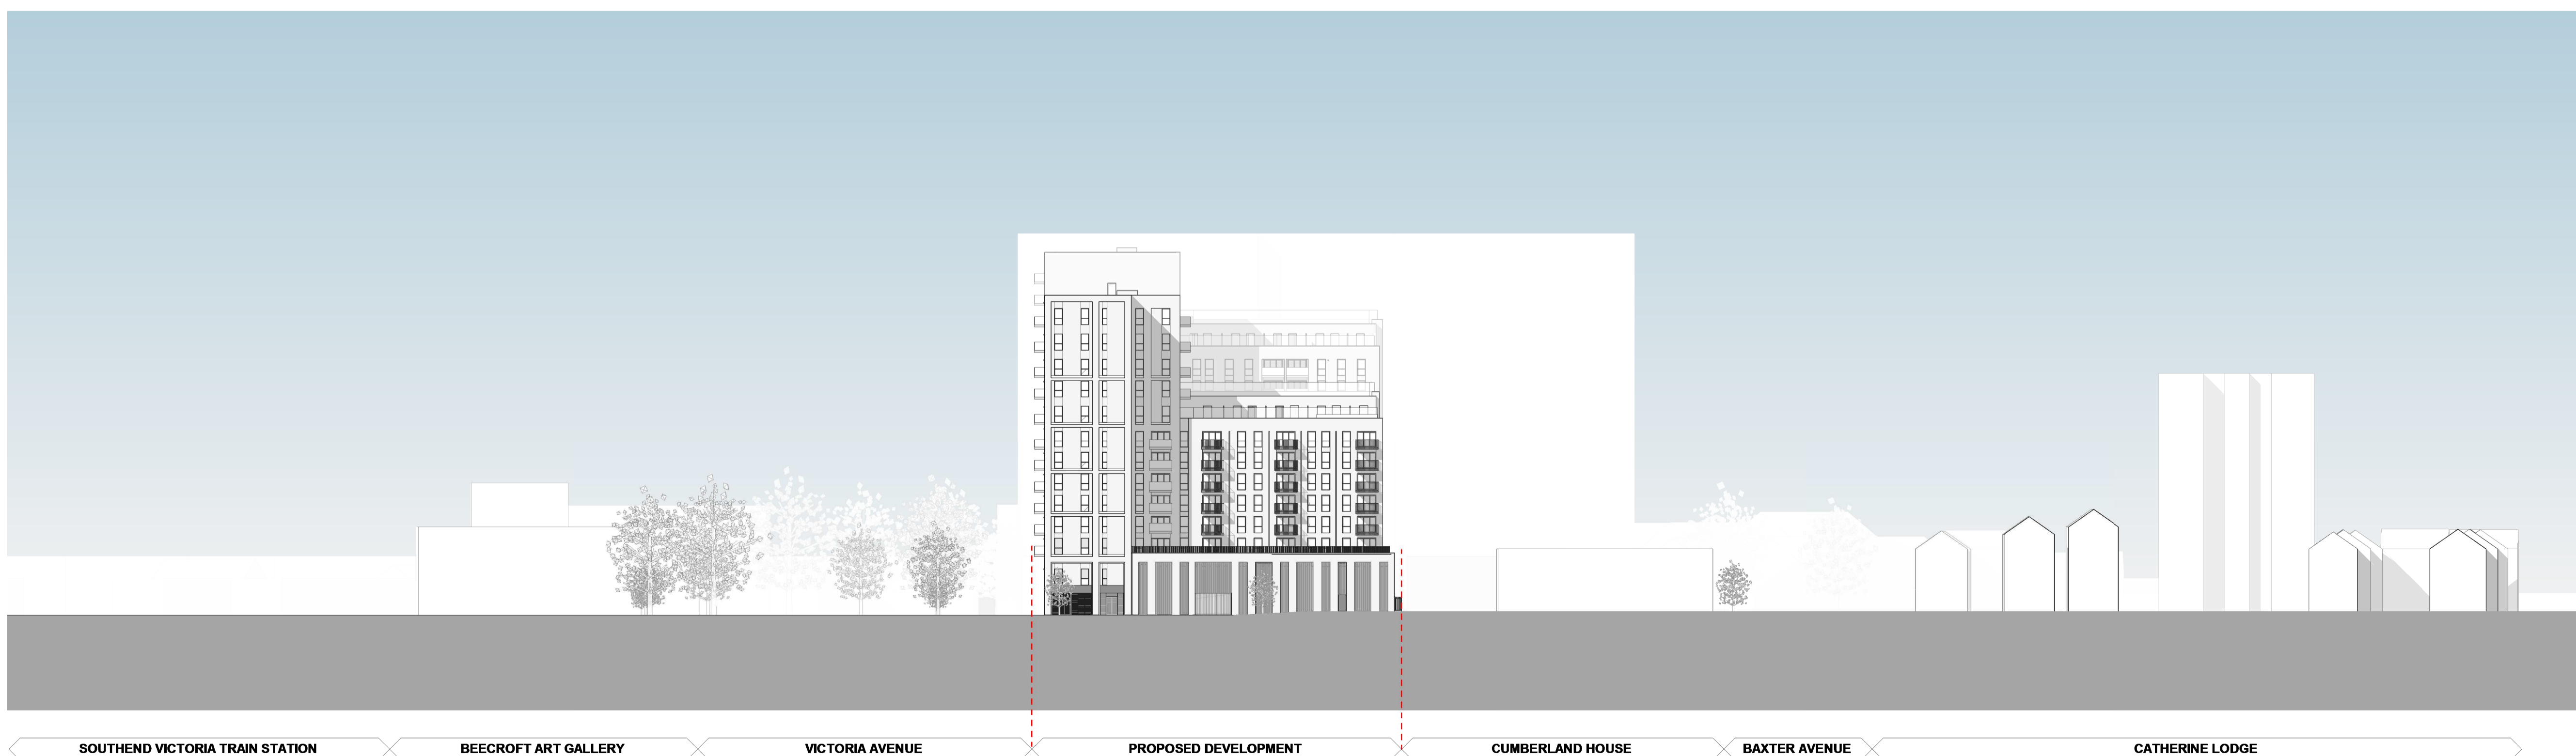 SOUTHEND VICTORIA TRAIN STATION
BEECROFT ART GALLERY
VICTORIA AVENUE
PROPOSED DEVELOPMENT
CUMBERLAND HOUSE
BAXTER AVENUE
CATHERINE LODGE